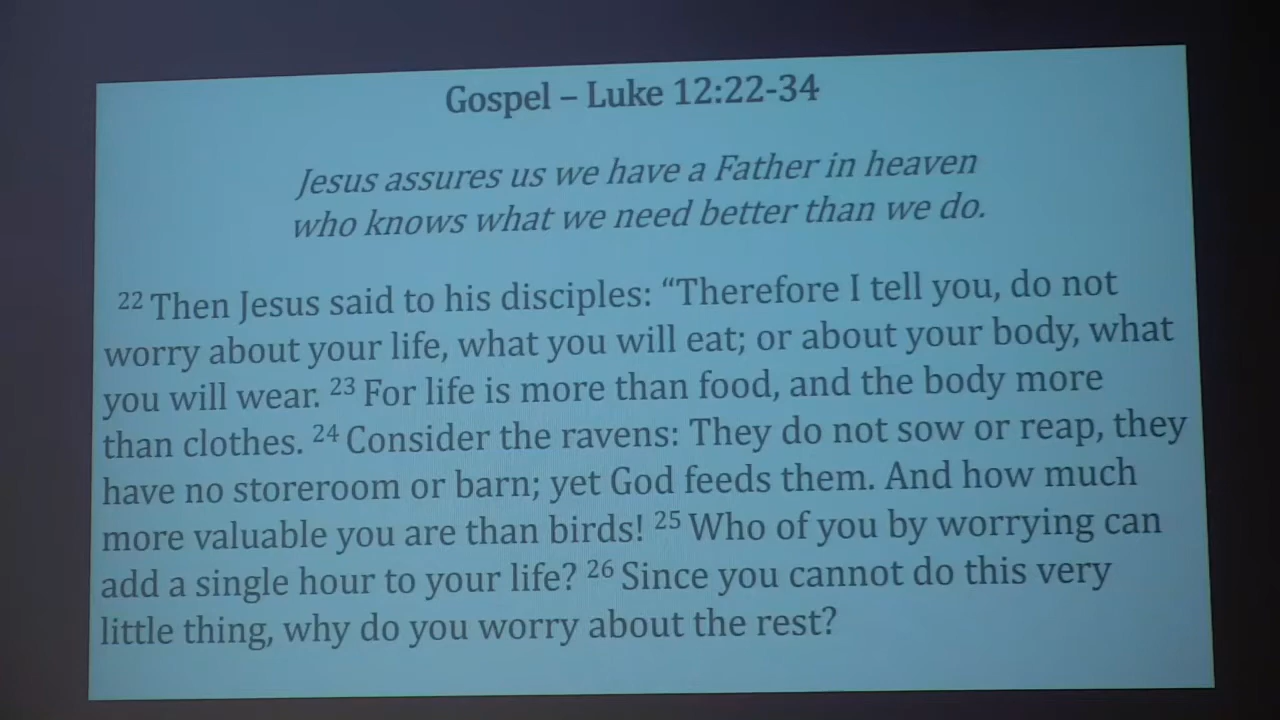 Gospel – Luke 12:22-34
Jesus assures us we have a Father in heaven
who knows what we need better than we do.
22 Then Jesus said to his disciples: “Therefore I tell you, do not
worry about your life, what you will eat; or about your body, what
you will wear. 23 For life is more than food, and the body more
than clothes. 24 Consider the ravens: They do not sow or reap, they
have no storeroom or barn; yet God feeds them. And how much
more valuable you are than birds! 25 Who of you by worrying can
add a single hour to your life? 26 Since you cannot do this very
little thing, why do you worry about the rest?